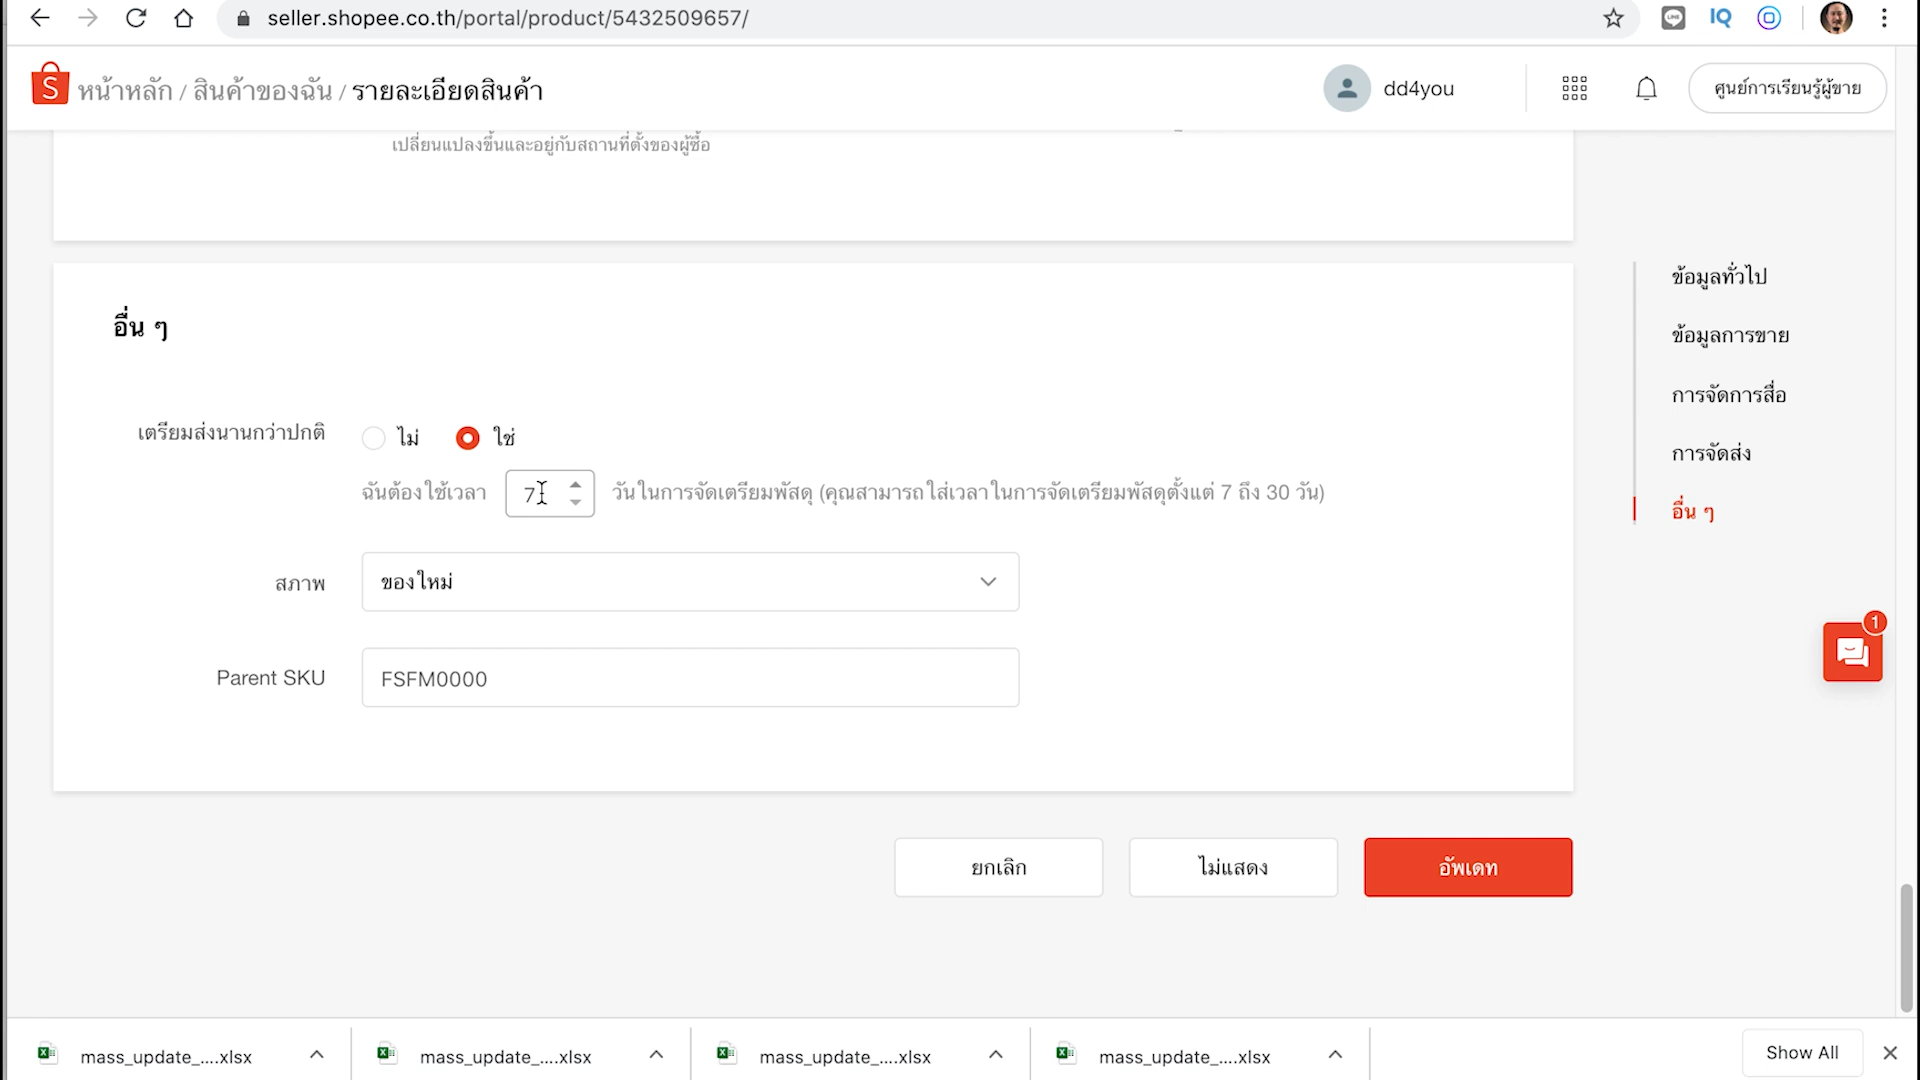 seller.shopee.co.th/portal/product/5432509657/
IQ
หน้าหลัก / สินค้าของฉัน / รายละเอียดสินค้า
dd4you
ศูนย์การเรียนรู้ผู้ขาย
เปลี่ยนแปลงขึ้นและอยู่กับสถานที่ตั้งของผู้ซื้อ
อื่น ๆ
เตรียมส่งนานกว่าปกติ
ไม่
ใช่
ฉันต้องใช้เวลา 7 วันในการจัดเตรียมพัสดุ (คุณสามารถใส่เวลาในการจัดเตรียมพัสดุตั้งแต่ 7 ถึง 30 วัน)
สภาพ
ของใหม่
Parent SKU
FSFM0000
ยกเลิก
ไม่แสดง
อัพเดท
ข้อมูลทั่วไป
ข้อมูลการขาย
การจัดการสื่อ
การจัดส่ง
อื่น ๆ
1
mass_update_....xlsx
mass_update_....xlsx
mass_update_....xlsx
mass_update_....xlsx
Show All